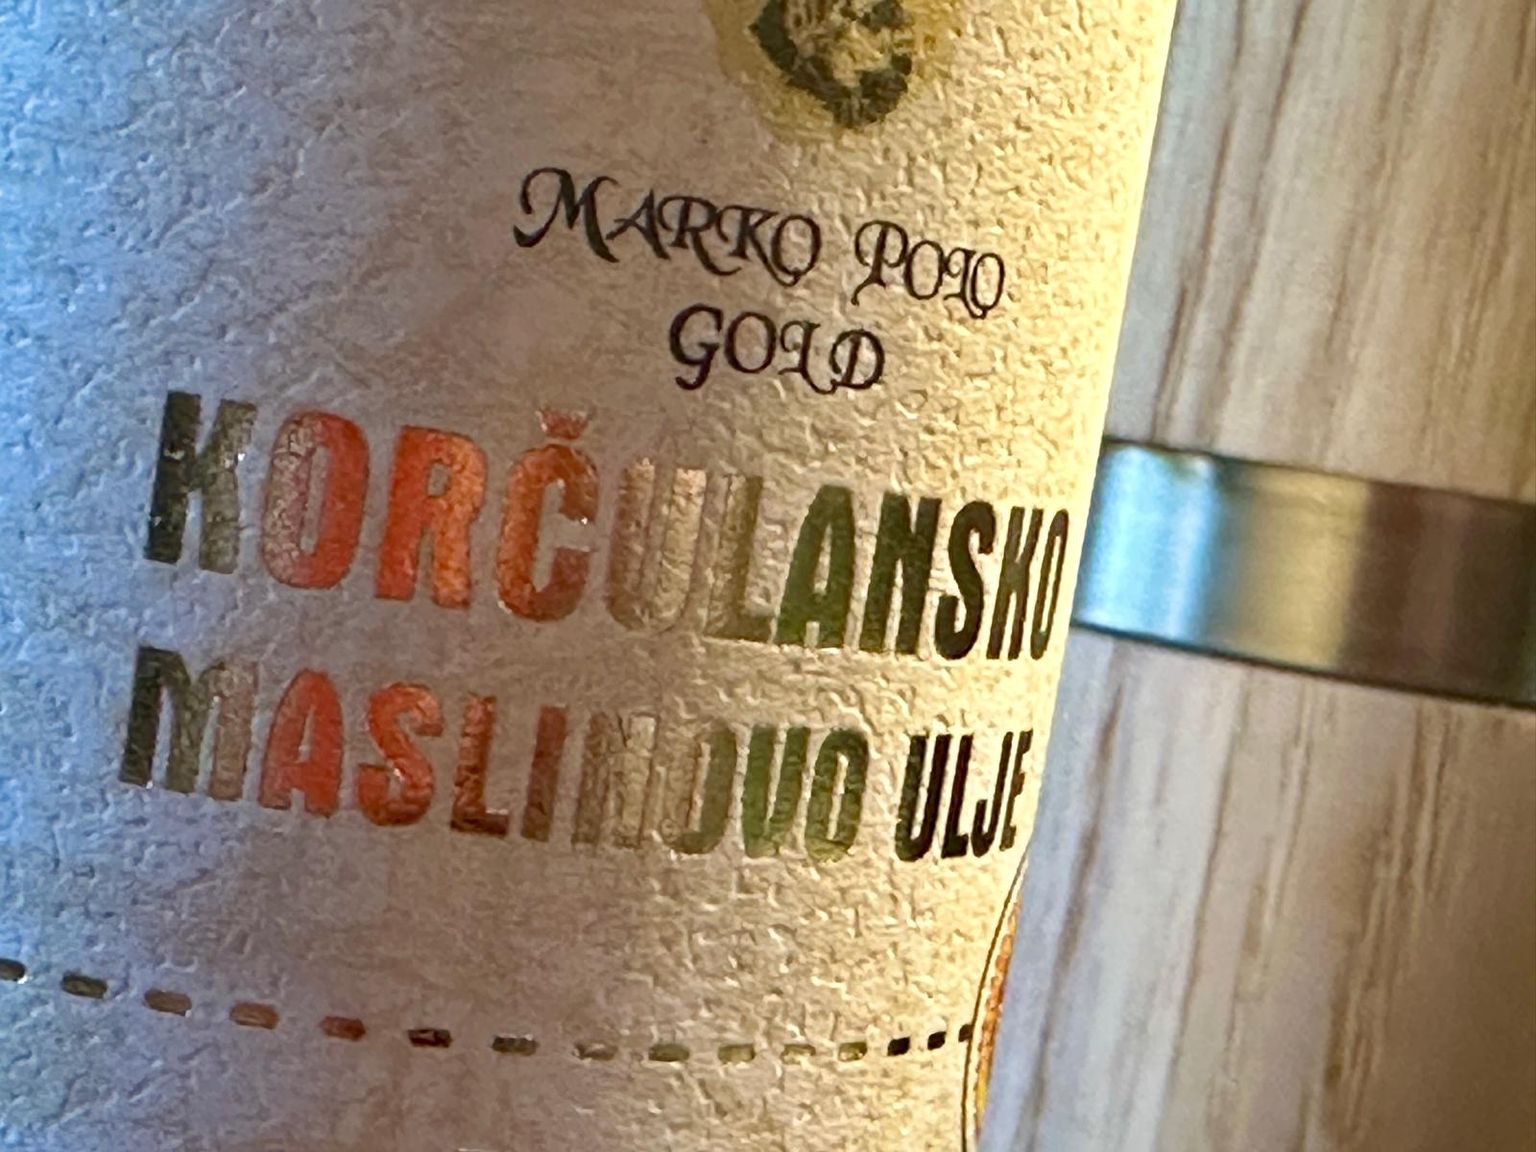 MARKO POLO
GOLD
KORČULANSKO
MASLINOVO ULJE